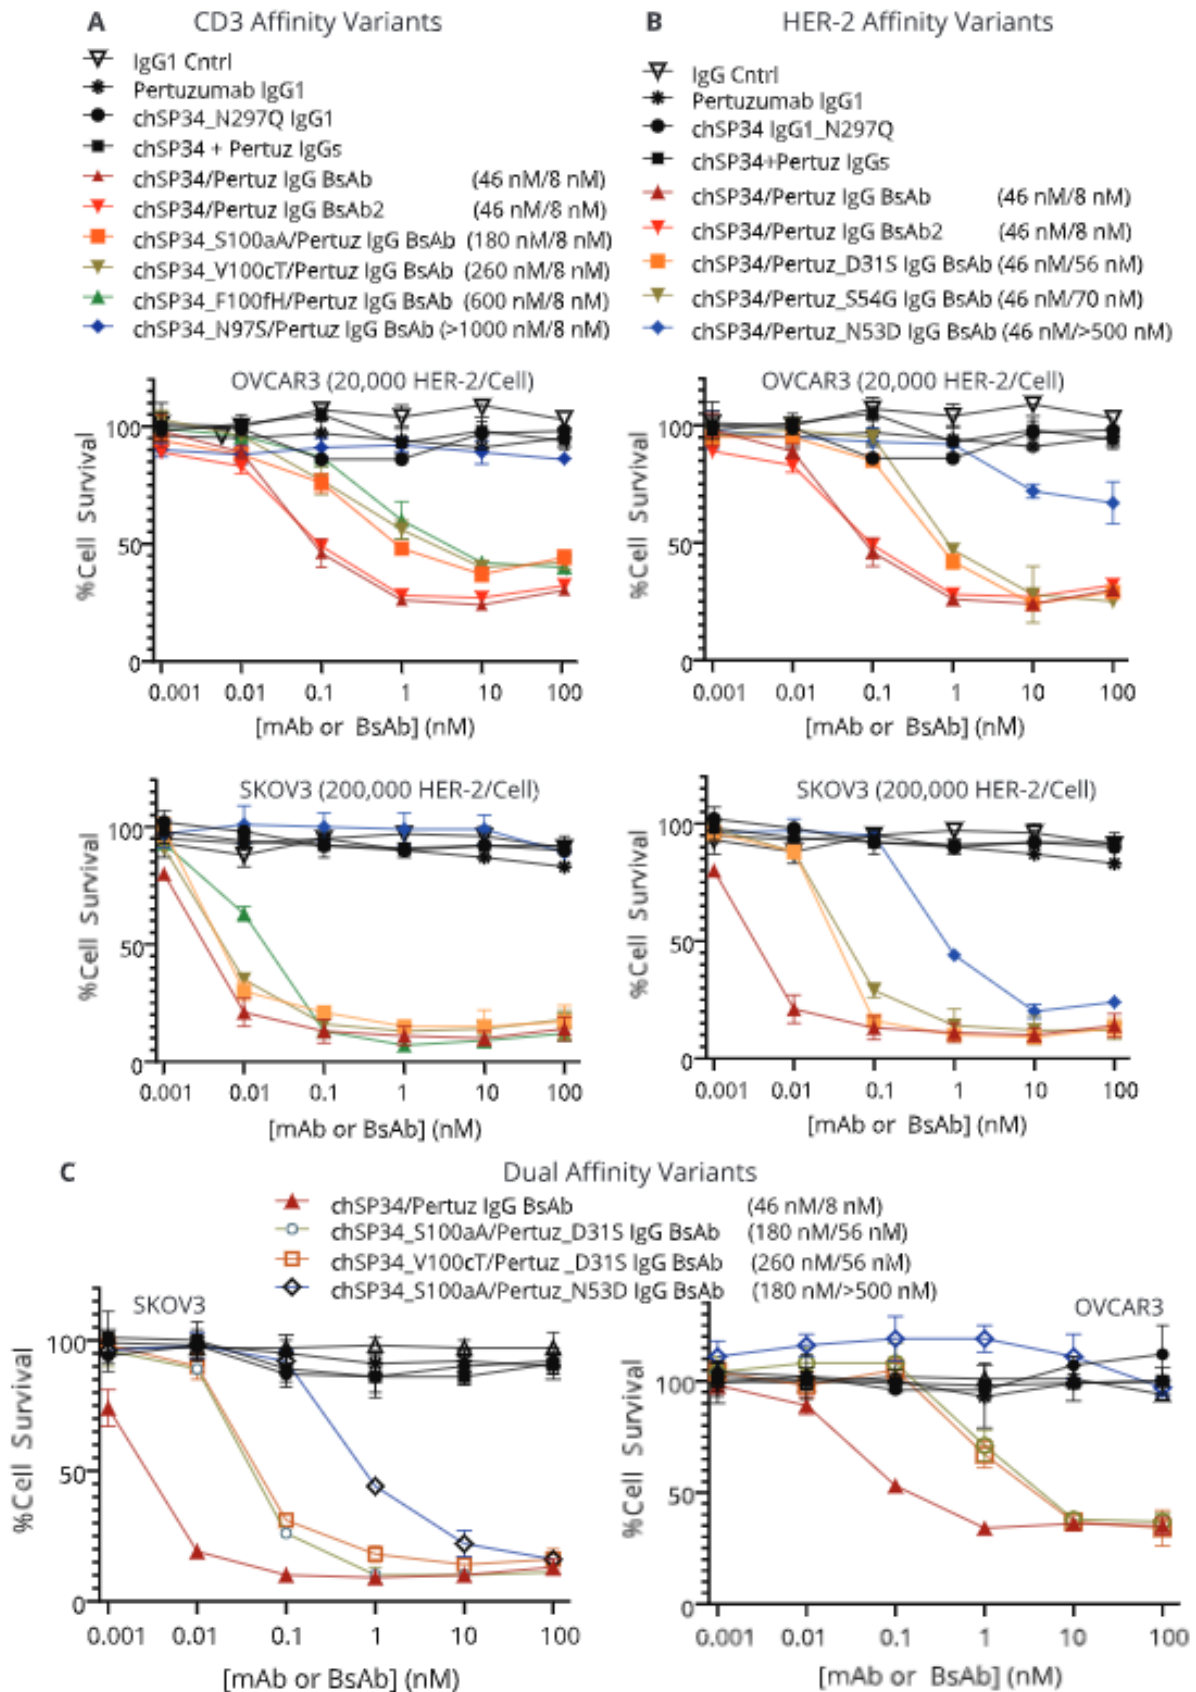 A CD3 Affinity Variants
IgG1 Cntrl
Pertuzumab IgG1
chSP34_N297Q IgG1
chSP34 + Pertuz IgGs
chSP34/Pertuz IgG BsAb (46 nM/8 nM)
chSP34/Pertuz IgG BsAb2 (46 nM/8 nM)
chSP34_S100aA/Pertuz IgG BsAb (180 nM/8 nM)
chSP34_V100cT/Pertuz IgG BsAb (260 nM/8 nM)
chSP34_F100fH/Pertuz IgG BsAb (600 nM/8 nM)
chSP34_N97S/Pertuz IgG BsAb (>1000 nM/8 nM)
B HER-2 Affinity Variants
IgG Cntrl
Pertuzumab IgG1
chSP34 IgG1_N297Q
chSP34+Pertuz IgGs
chSP34/Pertuz IgG BsAb (46 nM/8 nM)
chSP34/Pertuz IgG BsAb2 (46 nM/8 nM)
chSP34/Pertuz_D31S IgG BsAb (46 nM/56 nM)
chSP34/Pertuz_S54G IgG BsAb (46 nM/70 nM)
chSP34/Pertuz_N53D IgG BsAb (46 nM/>500 nM)
OVCAR3 (20,000 HER-2/Cell)
%Cell Survival
100
50
0
0.001 0.01 0.1 1 10 100
[mAb or BsAb] (nM)
OVCAR3 (20,000 HER-2/Cell)
%Cell Survival
100
50
0
0.001 0.01 0.1 1 10 100
[mAb or BsAb] (nM)
SKOV3 (200,000 HER-2/Cell)
%Cell Survival
100
50
0
0.001 0.01 0.1 1 10 100
[mAb or BsAb] (nM)
SKOV3 (200,000 HER-2/Cell)
%Cell Survival
100
50
0
0.001 0.01 0.1 1 10 100
[mAb or BsAb] (nM)
C Dual Affinity Variants
chSP34/Pertuz IgG BsAb (46 nM/8 nM)
chSP34_S100aA/Pertuz_D31S IgG BsAb (180 nM/56 nM)
chSP34_V100cT/Pertuz _D31S IgG BsAb (260 nM/56 nM)
chSP34_S100aA/Pertuz_N53D IgG BsAb (180 nM/>500 nM)
SKOV3
%Cell Survival
100
50
0
0.001 0.01 0.1 1 10 100
[mAb or BsAb] (nM)
OVCAR3
%Cell Survival
100
50
0
0.001 0.01 0.1 1 10 100
[mAb or BsAb] (nM)